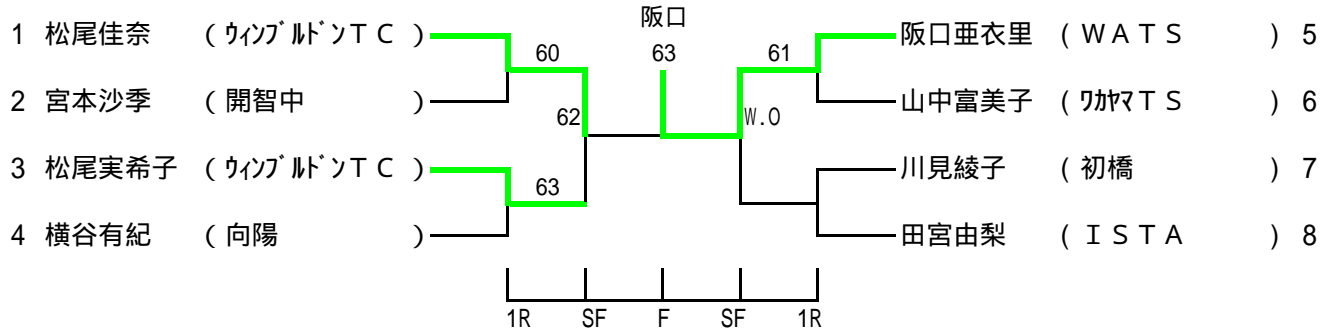 阪口
1 松尾佳奈 (ウィンブルドンTC) 阪口亜衣里 (WATS) 5
60 63 61
2 宮本沙季 (開智中) 山中富美子 (ワカヤマTS) 6
62 W.O
3 松尾実希子 (ウィンブルドンTC) 川見綾子 (初橋) 7
63
4 横谷有紀 (向陽) 田宮由梨 (ISTA) 8
1R SF F SF 1R